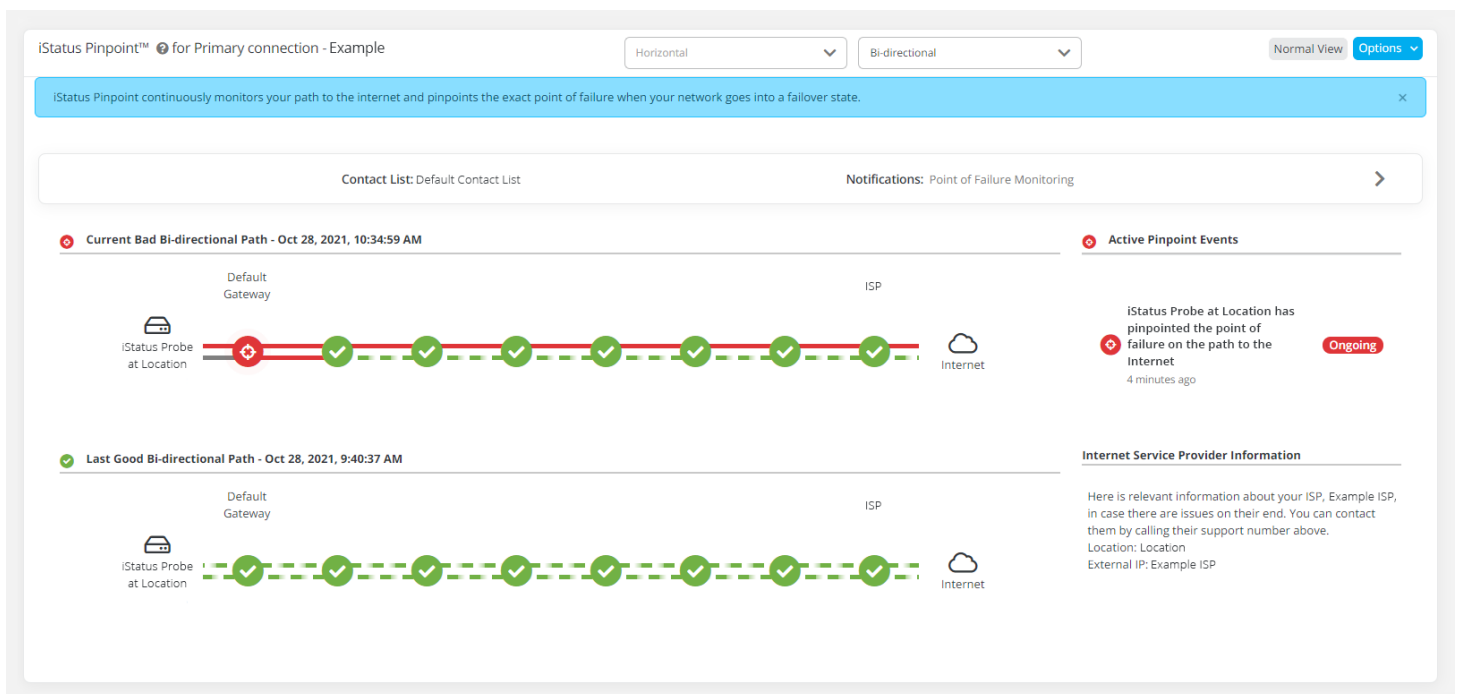 iStatus Pinpoint™ ? for Primary connection - Example
Horizontal
Bi-directional
Normal View
Options
iStatus Pinpoint continuously monitors your path to the internet and pinpoints the exact point of failure when your network goes into a failover state.
×
Contact List: Default Contact List
Notifications: Point of Failure Monitoring
Current Bad Bi-directional Path - Oct 28, 2021, 10:34:59 AM
Default
Gateway
ISP
iStatus Probe
at Location
Internet
Active Pinpoint Events
iStatus Probe at Location has
pinpointed the point of
failure on the path to the
Internet
4 minutes ago
Ongoing
Last Good Bi-directional Path - Oct 28, 2021, 9:40:37 AM
Default
Gateway
ISP
iStatus Probe
at Location
Internet
Internet Service Provider Information
Here is relevant information about your ISP, Example ISP,
in case there are issues on their end. You can contact
them by calling their support number above.
Location: Location
External IP: Example ISP